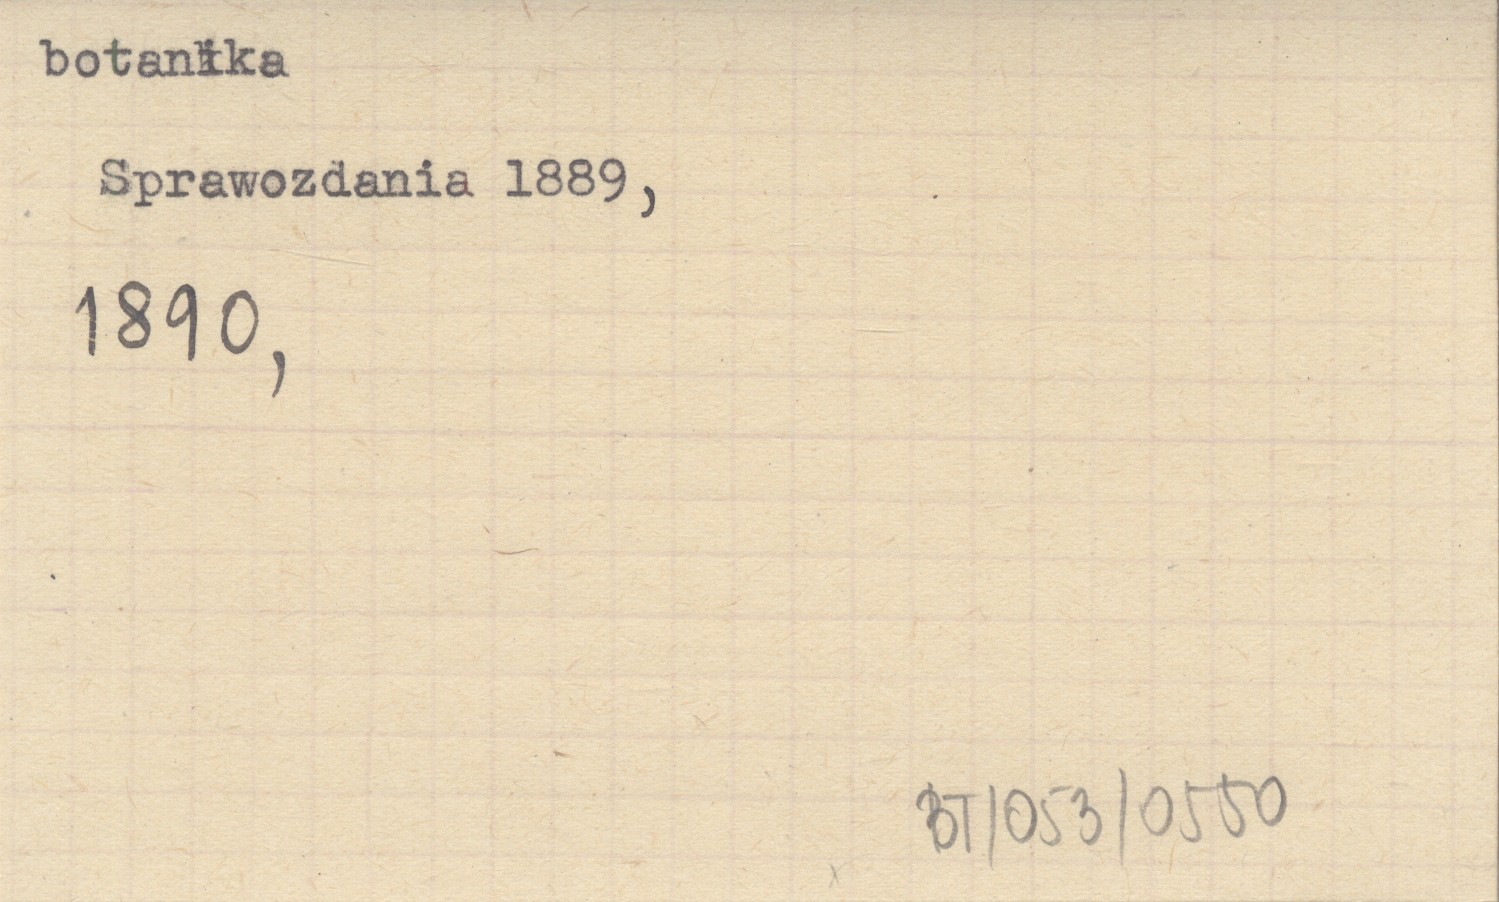 botanika
Sprawozdania 1889,
1890,
BT/053/0550